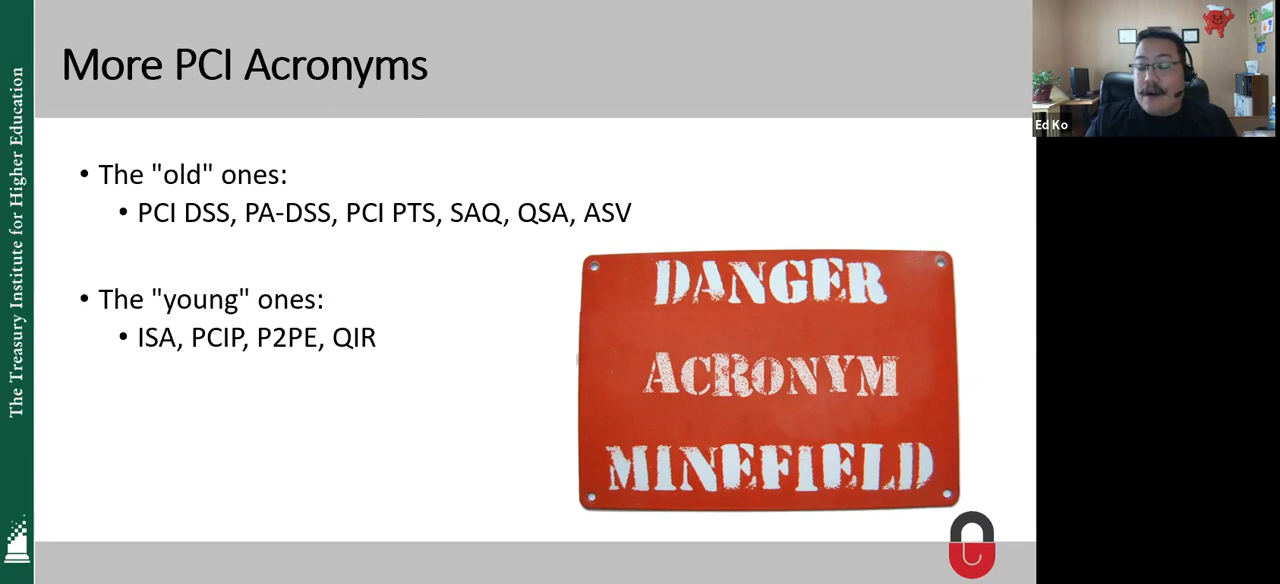 More PCI Acronyms
The Treasury Institute for Higher Education
• The "old" ones:
• PCI DSS, PA-DSS, PCI PTS, SAQ, QSA, ASV
• The "young" ones:
• ISA, PCIP, P2PE, QIR
DANGER
ACRONYM
MINEFIELD
Ed Ko